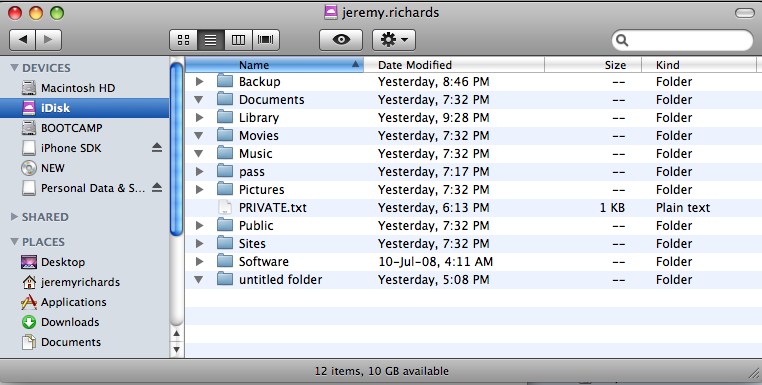 jeremy.richards
DEVICES
Macintosh HD
iDisk
BOOTCAMP
iPhone SDK
NEW
Personal Data & S...
SHARED
PLACES
Desktop
jeremyrichards
Applications
Downloads
Documents
Name Date Modified Size Kind
Backup Yesterday, 8:46 PM -- Folder
Documents Yesterday, 7:32 PM -- Folder
Library Yesterday, 9:28 PM -- Folder
Movies Yesterday, 7:32 PM -- Folder
Music Yesterday, 7:32 PM -- Folder
pass Yesterday, 7:17 PM -- Folder
Pictures Yesterday, 7:32 PM -- Folder
PRIVATE.txt Yesterday, 6:13 PM 1 KB Plain text
Public Yesterday, 7:32 PM -- Folder
Sites Yesterday, 7:32 PM -- Folder
Software 10-Jul-08, 4:11 AM -- Folder
untitled folder Yesterday, 5:08 PM -- Folder
12 items, 10 GB available